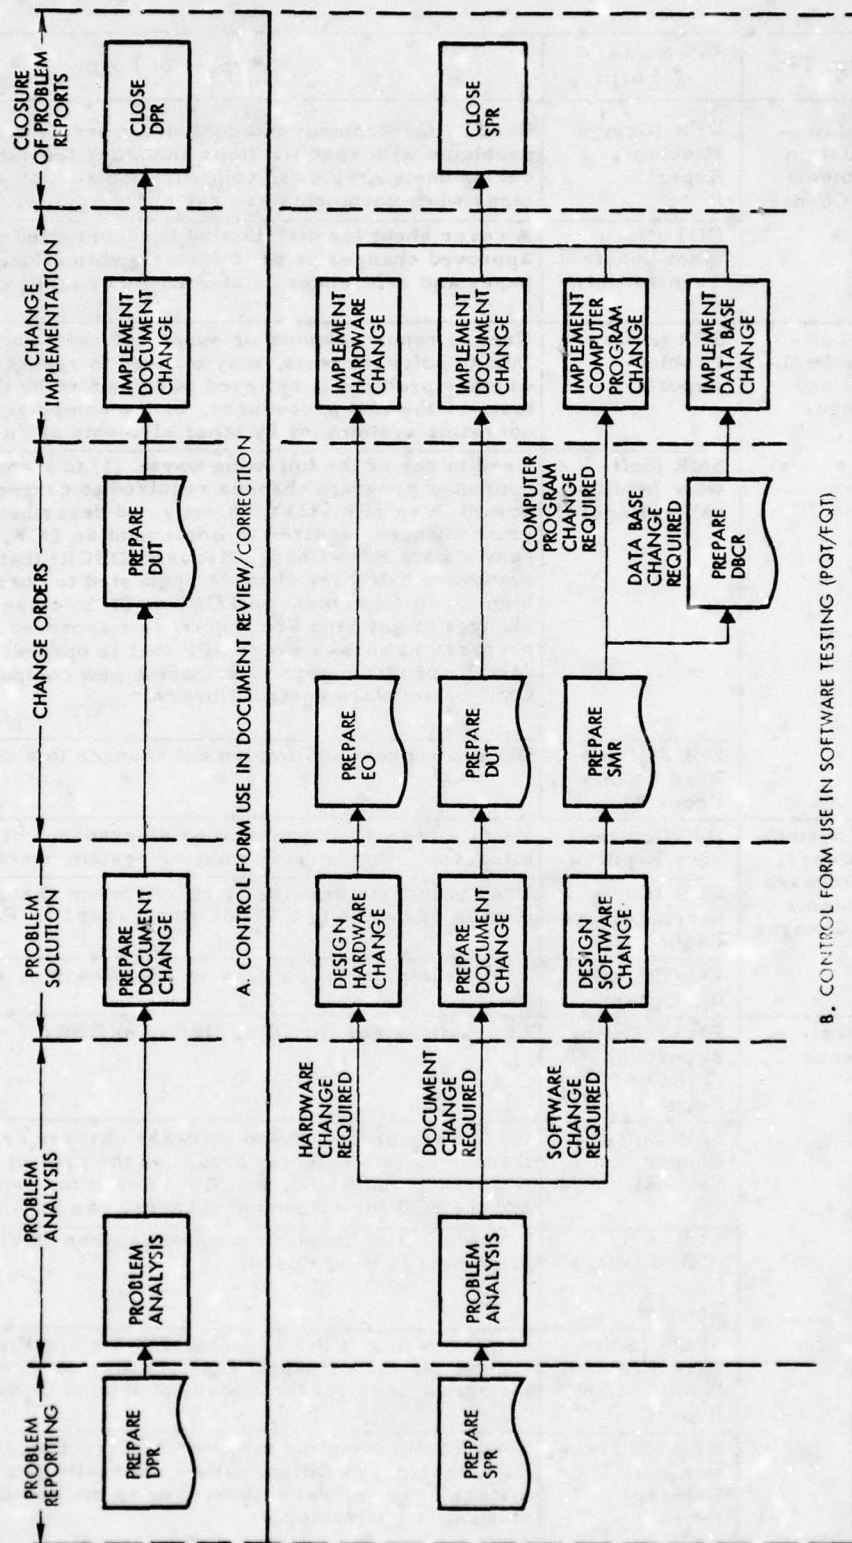 PROBLEM
REPORTING
PROBLEM
ANALYSIS
PROBLEM
SOLUTION
CHANGE ORDERS
CHANGE
IMPLEMENTATION
CLOSURE
OF PROBLEM
REPORTS
PREPARE
DPR
PROBLEM
ANALYSIS
PREPARE
DOCUMENT
CHANGE
PREPARE
DUT
IMPLEMENT
DOCUMENT
CHANGE
CLOSE
DPR
A. CONTROL FORM USE IN DOCUMENT REVIEW/CORRECTION
HARDWARE
CHANGE
REQUIRED
DESIGN
HARDWARE
CHANGE
PREPARE
EO
IMPLEMENT
HARDWARE
CHANGE
PREPARE
SPR
PROBLEM
ANALYSIS
DOCUMENT
CHANGE
REQUIRED
PREPARE
DOCUMENT
CHANGE
PREPARE
DUT
IMPLEMENT
DOCUMENT
CHANGE
CLOSE
SPR
SOFTWARE
CHANGE
REQUIRED
DESIGN
SOFTWARE
CHANGE
PREPARE
SMR
COMPUTER
PROGRAM
CHANGE
REQUIRED
IMPLEMENT
COMPUTER
PROGRAM
CHANGE
DATA BASE
CHANGE
REQUIRED
PREPARE
DBCR
IMPLEMENT
DATA BASE
CHANGE
B. CONTROL FORM USE IN SOFTWARE TESTING (PQT/FQT)